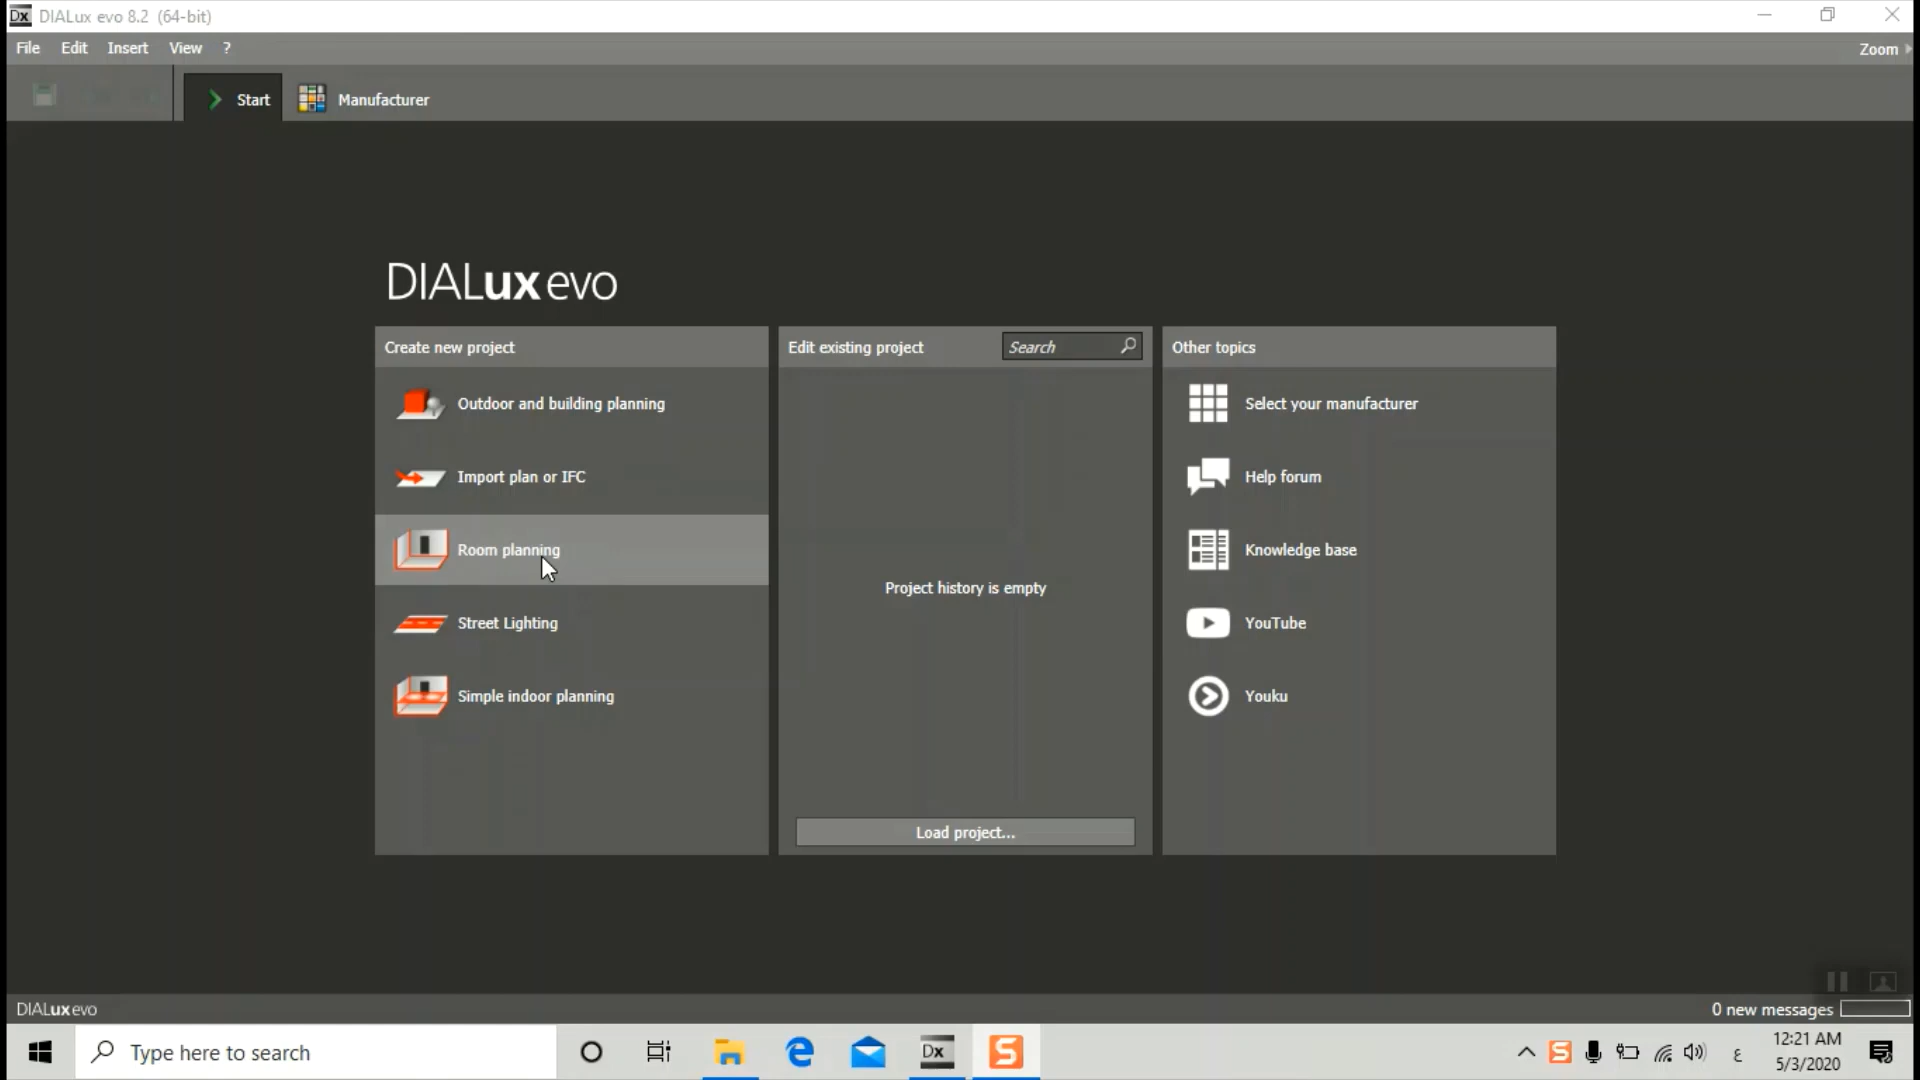 Dx DIALux evo 8.2 (64-bit)
File Edit Insert View ? Zoom
Start Manufacturer
DIALux evo
Create new project
Outdoor and building planning
Import plan or IFC
Room planning
Street Lighting
Simple indoor planning
Edit existing project Search
Project history is empty
Load project...
Other topics
Select your manufacturer
Help forum
Knowledge base
YouTube
Youku
DIALux evo 0 new messages
Type here to search Dx S S ع 12:21 AM
5/3/2020